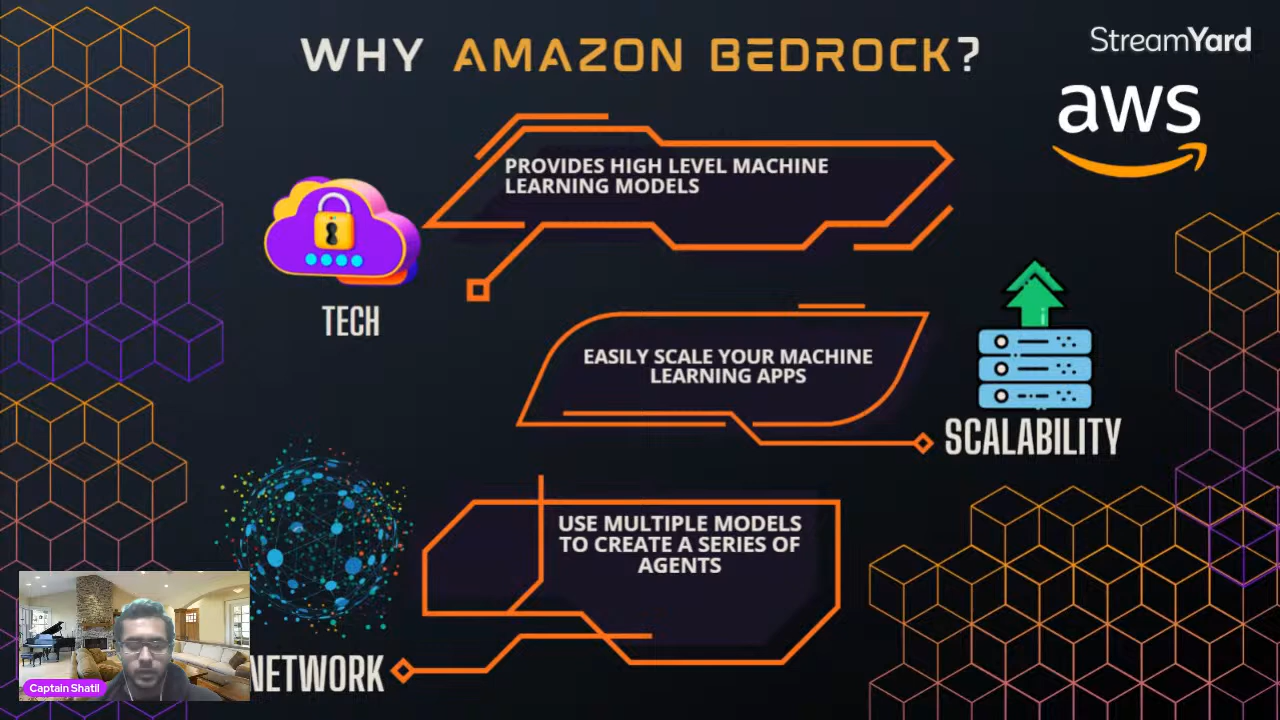 WHY AMAZON BEDROCK?
StreamYard
aws
PROVIDES HIGH LEVEL MACHINE
LEARNING MODELS
TECH
EASILY SCALE YOUR MACHINE
LEARNING APPS
SCALABILITY
USE MULTIPLE MODELS
TO CREATE A SERIES OF
AGENTS
NETWORK
Captain Shatil